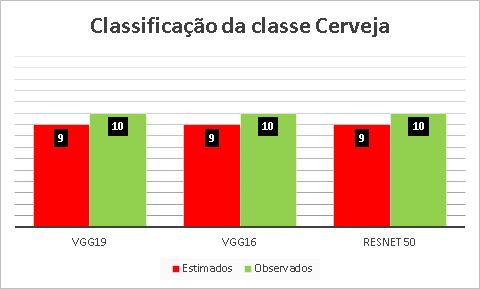 Classificação da classe Cerveja
9 10 9 10 9 10
VGG19 VGG16 RESNET 50
Estimados Observados